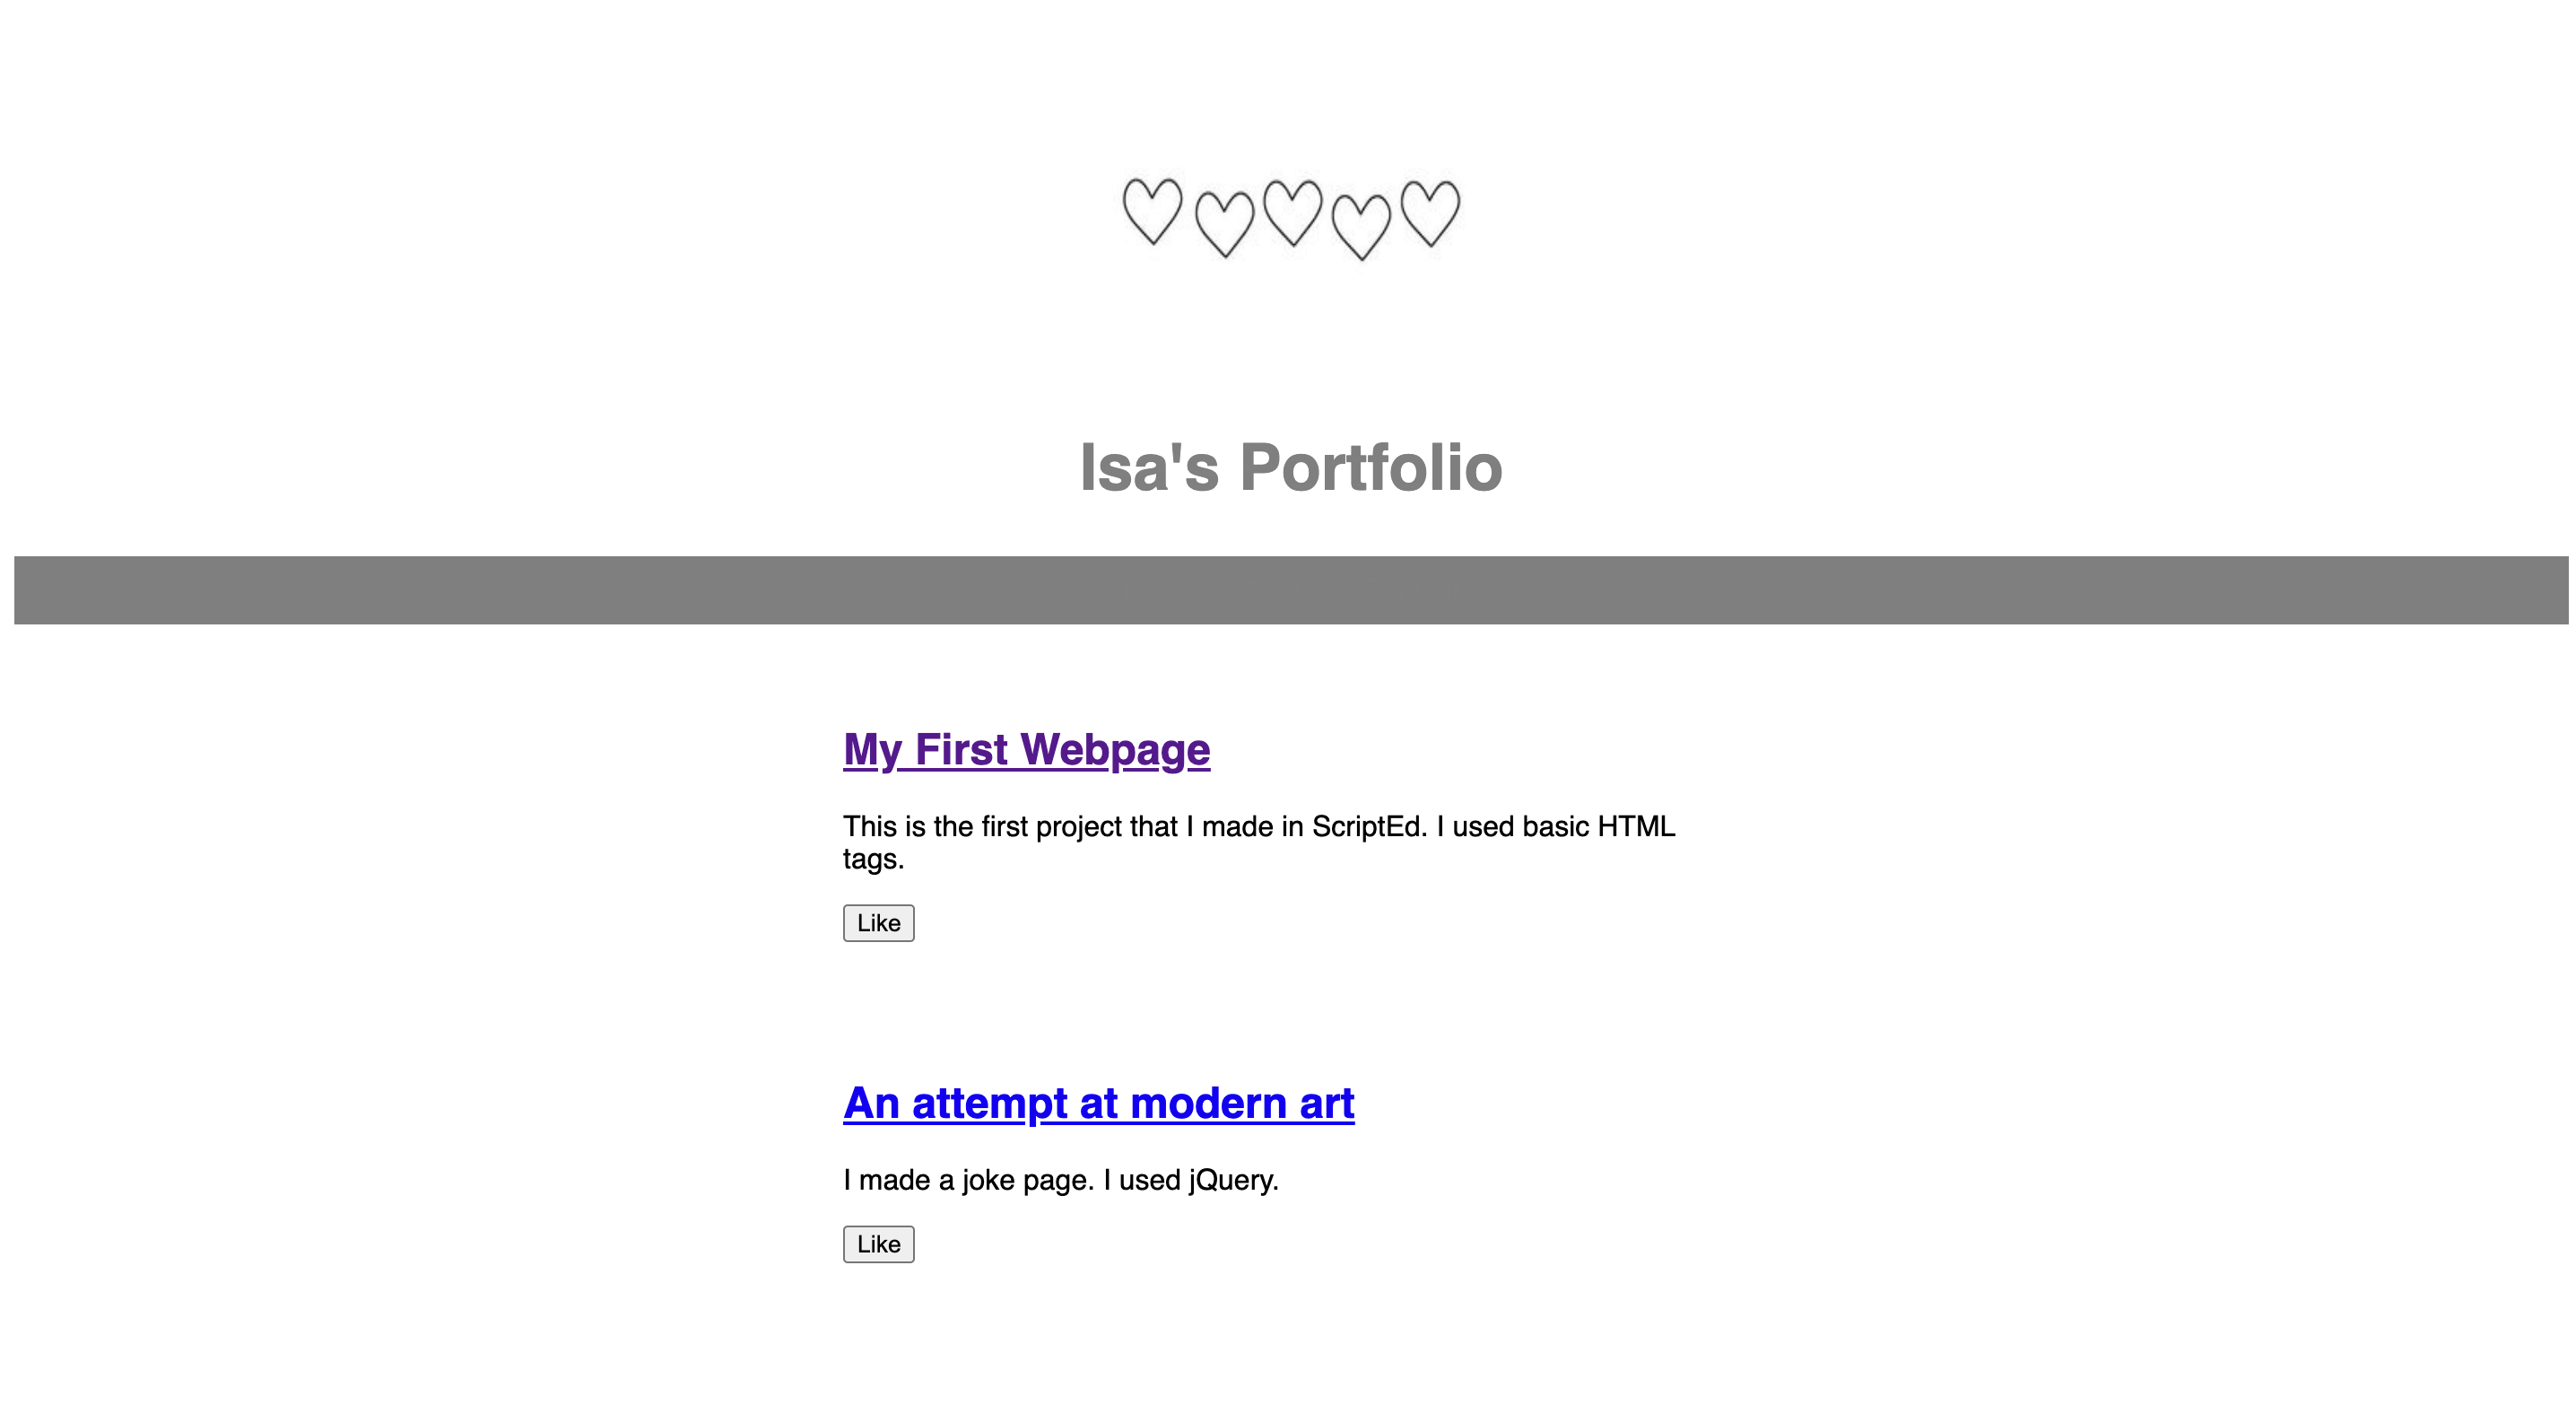 Isa's Portfolio
My First Webpage
This is the first project that I made in ScriptEd. I used basic HTML
tags.
Like
An attempt at modern art
I made a joke page. I used jQuery.
Like